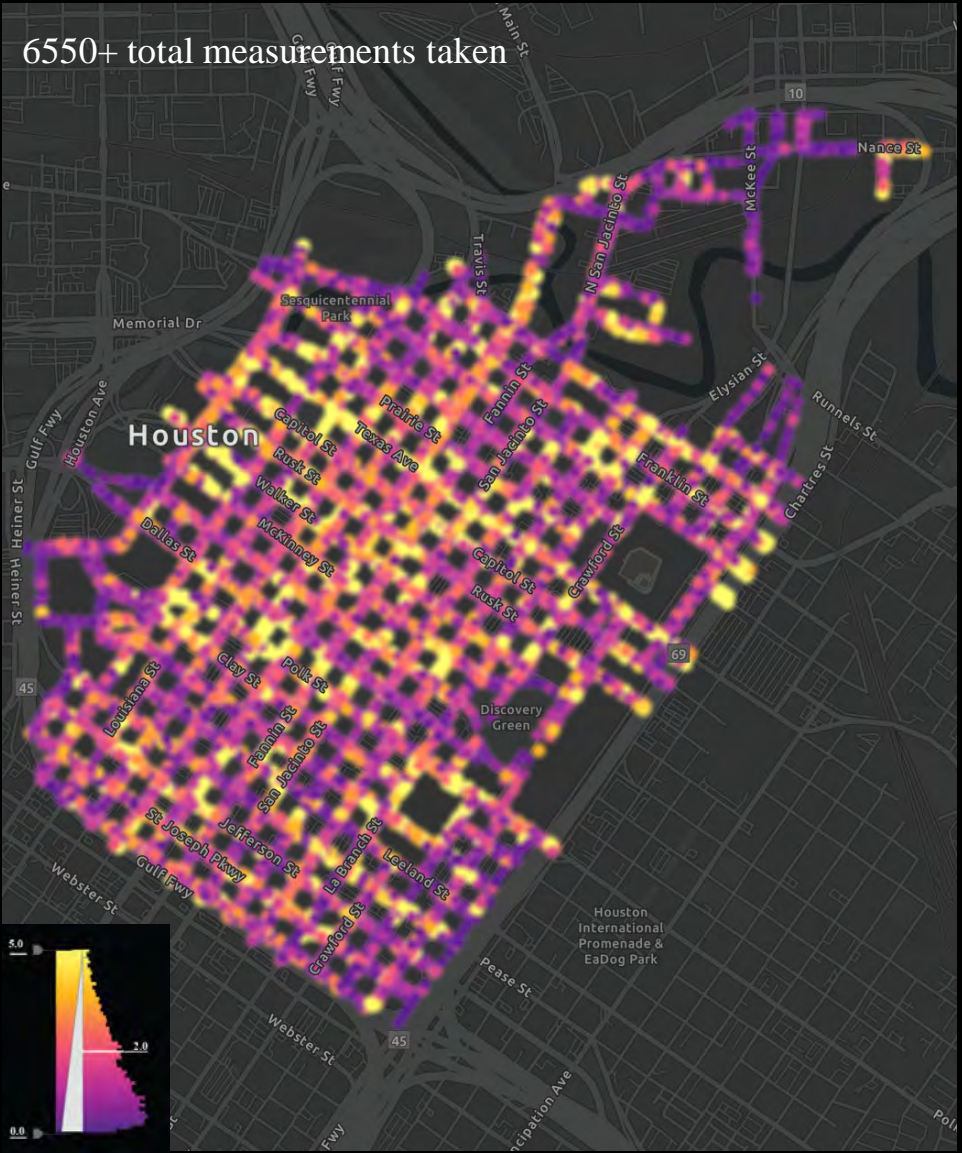 6550+ total measurements taken
Main St
Gulf Fwy
Gulf Fwy
10
Nance St
McKee St
N San Jacinto St
Travis St
Sesquicentennial
Park
Memorial Dr
Elysian St
Runnels St
Fannin St
Prairie St
Houston Ave
Gulf Fwy
Houston
Capitol St
Texas Ave
San Jacinto St
Rusk St
Franklin St
Chartres St
Walker St
Heiner St
Heiner St
Dallas St
McKinney St
Capitol St
Crawford St
Rusk St
69
Clay St
Polk St
45
Louisiana St
Discovery
Green
Fannin St
San Jacinto St
St Joseph Pkwy
Jefferson St
La Branch St
Leeland St
Gulf Fwy
Webster St
Crawford St
Houston
International
Promenade &
EaDog Park
Pease St
5.0
2.0
0.0
Webster St
45
Fwy